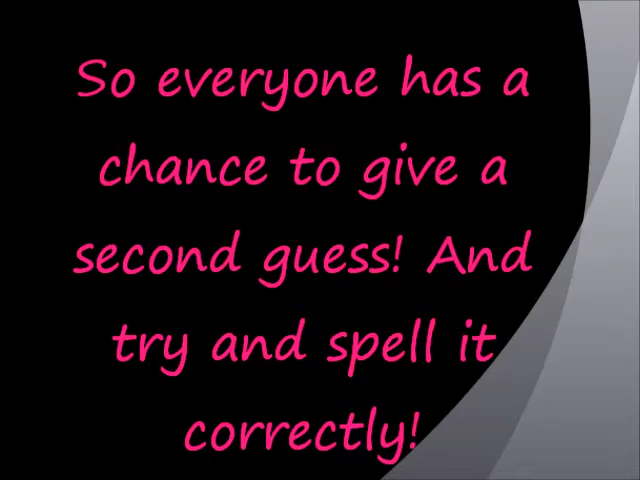 So everyone has a
chance to give a
second guess! And
try and spell it
correctly!